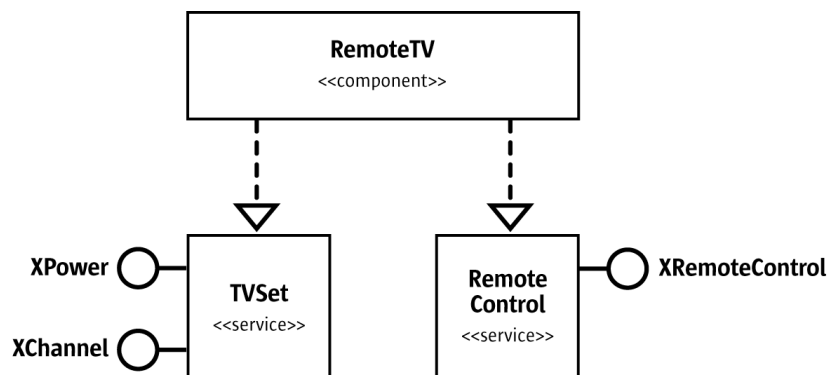 RemoteTV
<<component>>
XPower
XChannel
TVSet
<<service>>
Remote
Control
<<service>>
XRemoteControl